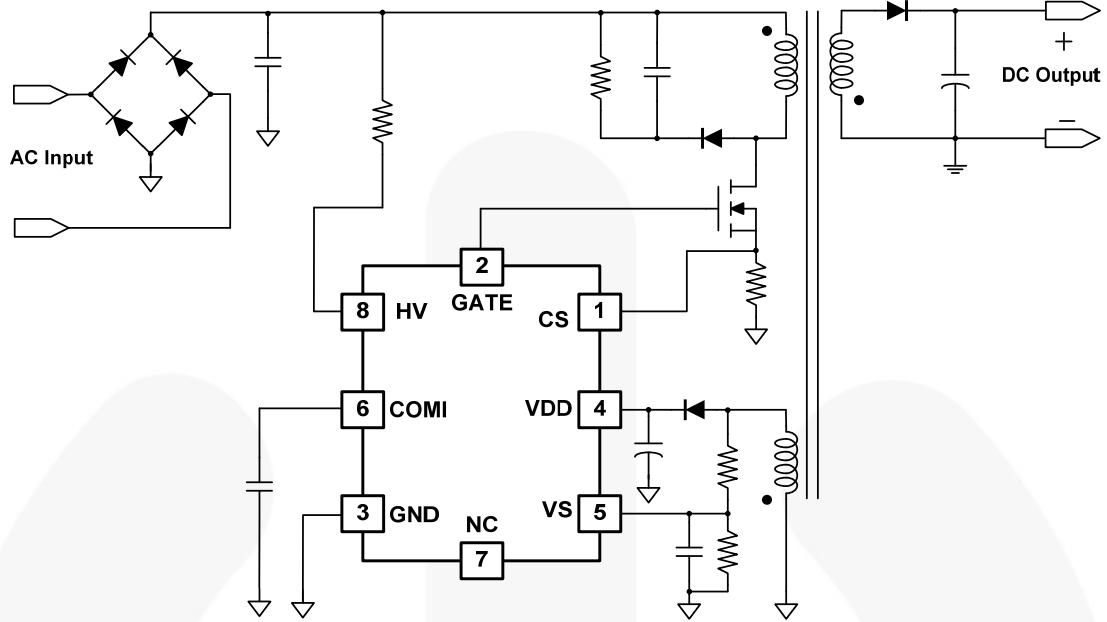 +
DC Output
−
AC Input
2
GATE
8
HV
1
CS
6
COMI
VDD
4
3
GND
VS
5
NC
7